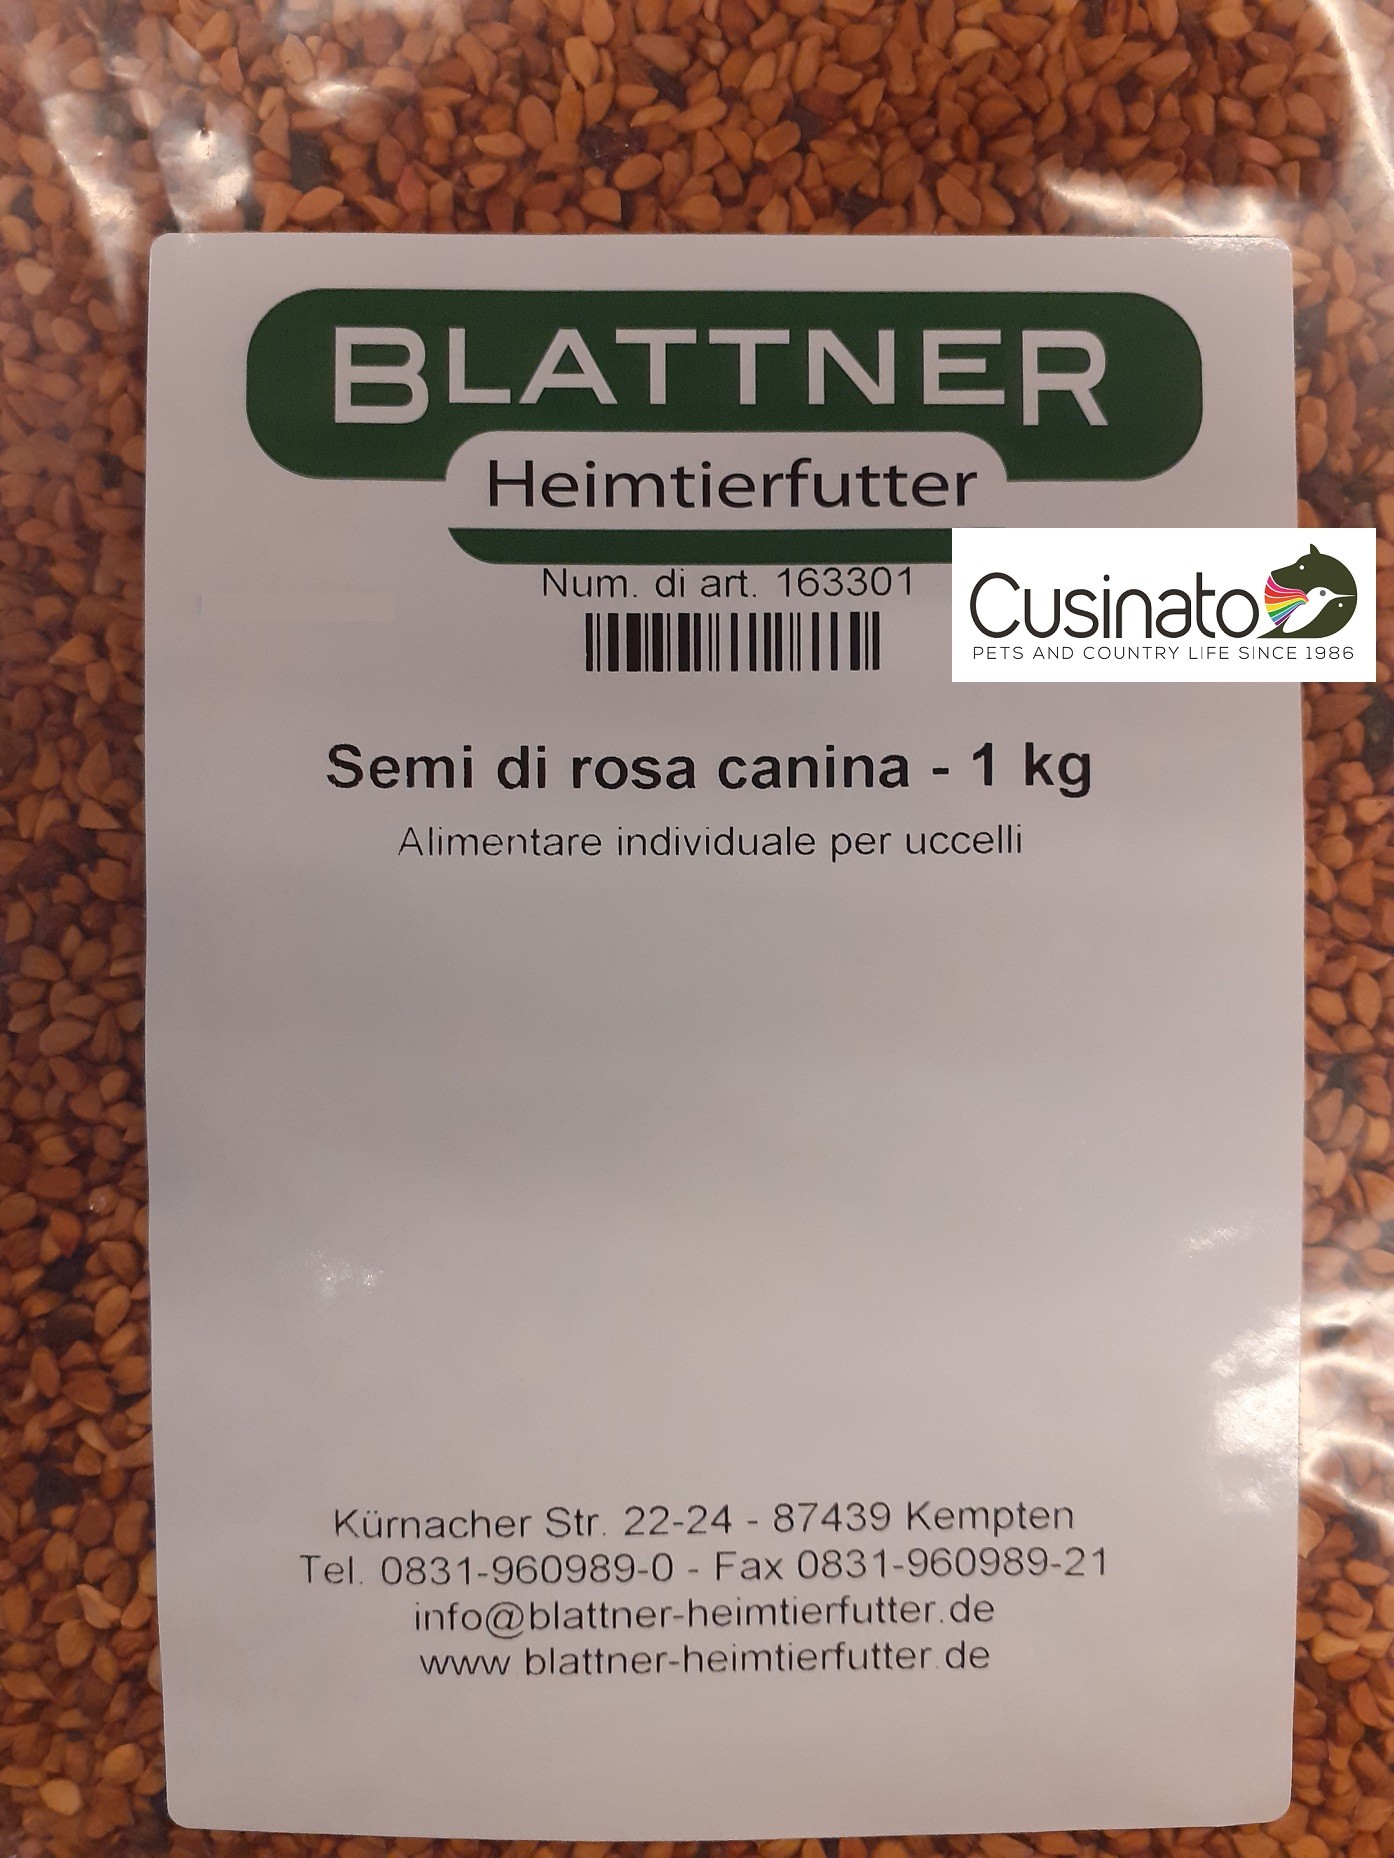 BLATTNER
Heimtierfutter
Num. di art. 163301
Cusinato
PETS AND COUNTRY LIFE SINCE 1986
Semi di rosa canina - 1 kg
Alimentare individuale per uccelli
Kürnacher Str. 22-24 - 87439 Kempten
Tel. 0831-960989-0 - Fax 0831-960989-21
info@blattner-heimtierfutter.de
www.blattner-heimtierfutter.de